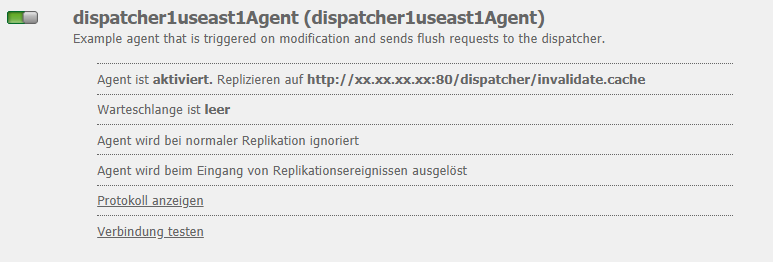 dispatcher1useast1Agent (dispatcher1useast1Agent)
Example agent that is triggered on modification and sends flush requests to the dispatcher.
Agent ist aktiviert. Replizieren auf http://xx.xx.xx.xx:80/dispatcher/invalidate.cache
Warteschlange ist leer
Agent wird bei normaler Replikation ignoriert
Agent wird beim Eingang von Replikationsereignissen ausgelöst
Protokoll anzeigen
Verbindung testen